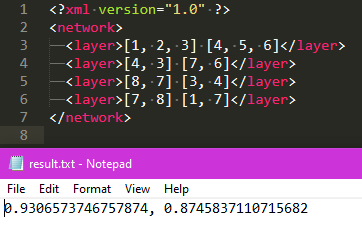 1 <?xml version="1.0" ?>
2 <network>
3 <layer>[1, 2, 3] [4, 5, 6]</layer>
4 <layer>[4, 3] [7, 6]</layer>
5 <layer>[8, 7] [3, 4]</layer>
6 <layer>[7, 8] [1, 7]</layer>
7 </network>
8
result.txt - Notepad
File Edit Format View Help
0.9306573746757874, 0.8745837110715682